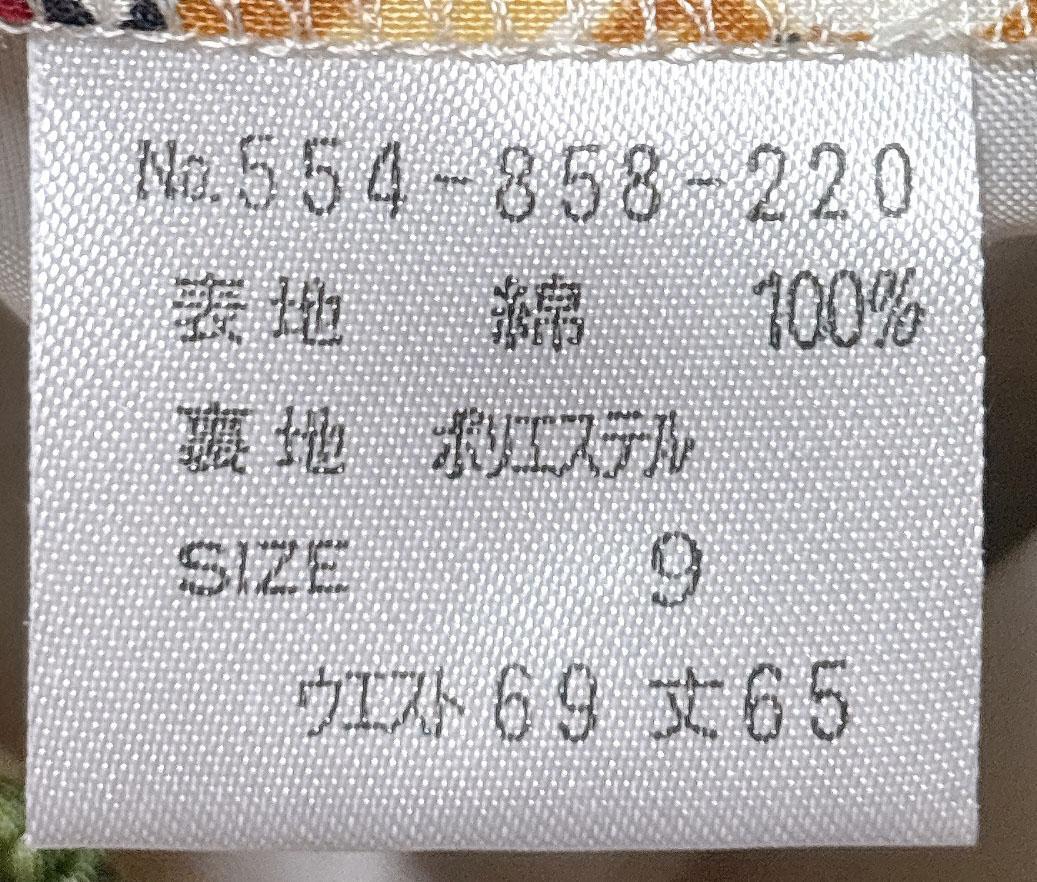 No.554-858-220
表地 綿 100%
裏地 ポリエステル
SIZE 9
ウエスト69 丈65